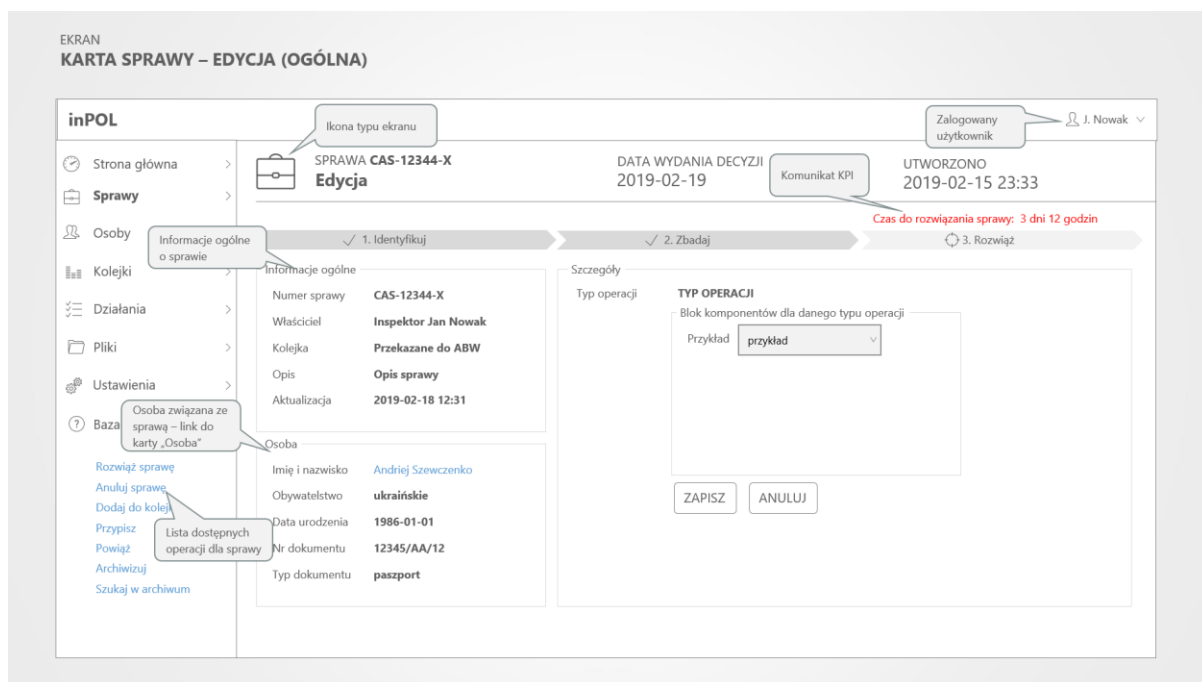 EKRAN
KARTA SPRAWY – EDYCJA (OGÓLNA)
inPOL
Ikona typu ekranu
Zalogowany
użytkownik
J. Nowak
Strona główna
Sprawy
Osoby
Kolejki
Działania
Pliki
Ustawienia
Baza
SPRAWA CAS-12344-X
Edycja
DATA WYDANIA DECYZJI
2019-02-19
Komunikat KPI
UTWORZONO
2019-02-15 23:33
Czas do rozwiązania sprawy: 3 dni 12 godzin
1. Identyfikuj
2. Zbadaj
3. Rozwiąż
Informacje ogólne
o sprawie
Informacje ogólne
Numer sprawy CAS-12344-X
Właściciel Inspektor Jan Nowak
Kolejka Przekazane do ABW
Opis Opis sprawy
Aktualizacja 2019-02-18 12:31
Szczegóły
Typ operacji TYP OPERACJI
Blok komponentów dla danego typu operacji
Przykład przykład
ZAPISZ ANULUJ
Osoba związana ze
sprawą – link do
karty „Osoba"
Osoba
Imię i nazwisko Andriej Szewczenko
Obywatelstwo ukraińskie
Data urodzenia 1986-01-01
Nr dokumentu 12345/AA/12
Typ dokumentu paszport
Rozwiąż sprawę
Anuluj sprawę
Dodaj do kolejk
Przypisz
Powiąż
Archiwizuj
Szukaj w archiwum
Lista dostępnych
operacji dla sprawy